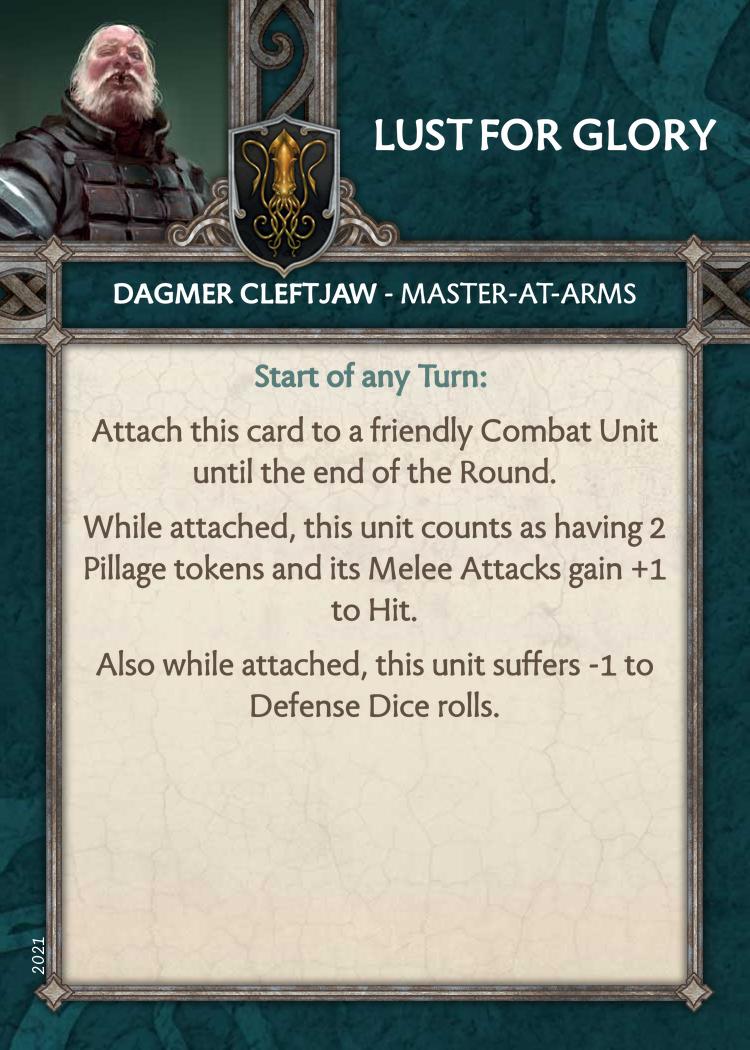 LUST FOR GLORY
DAGMER CLEFTJAW - MASTER-AT-ARMS
Start of any Turn:
Attach this card to a friendly Combat Unit
until the end of the Round.
While attached, this unit counts as having 2
Pillage tokens and its Melee Attacks gain +1
to Hit.
Also while attached, this unit suffers -1 to
Defense Dice rolls.
2021